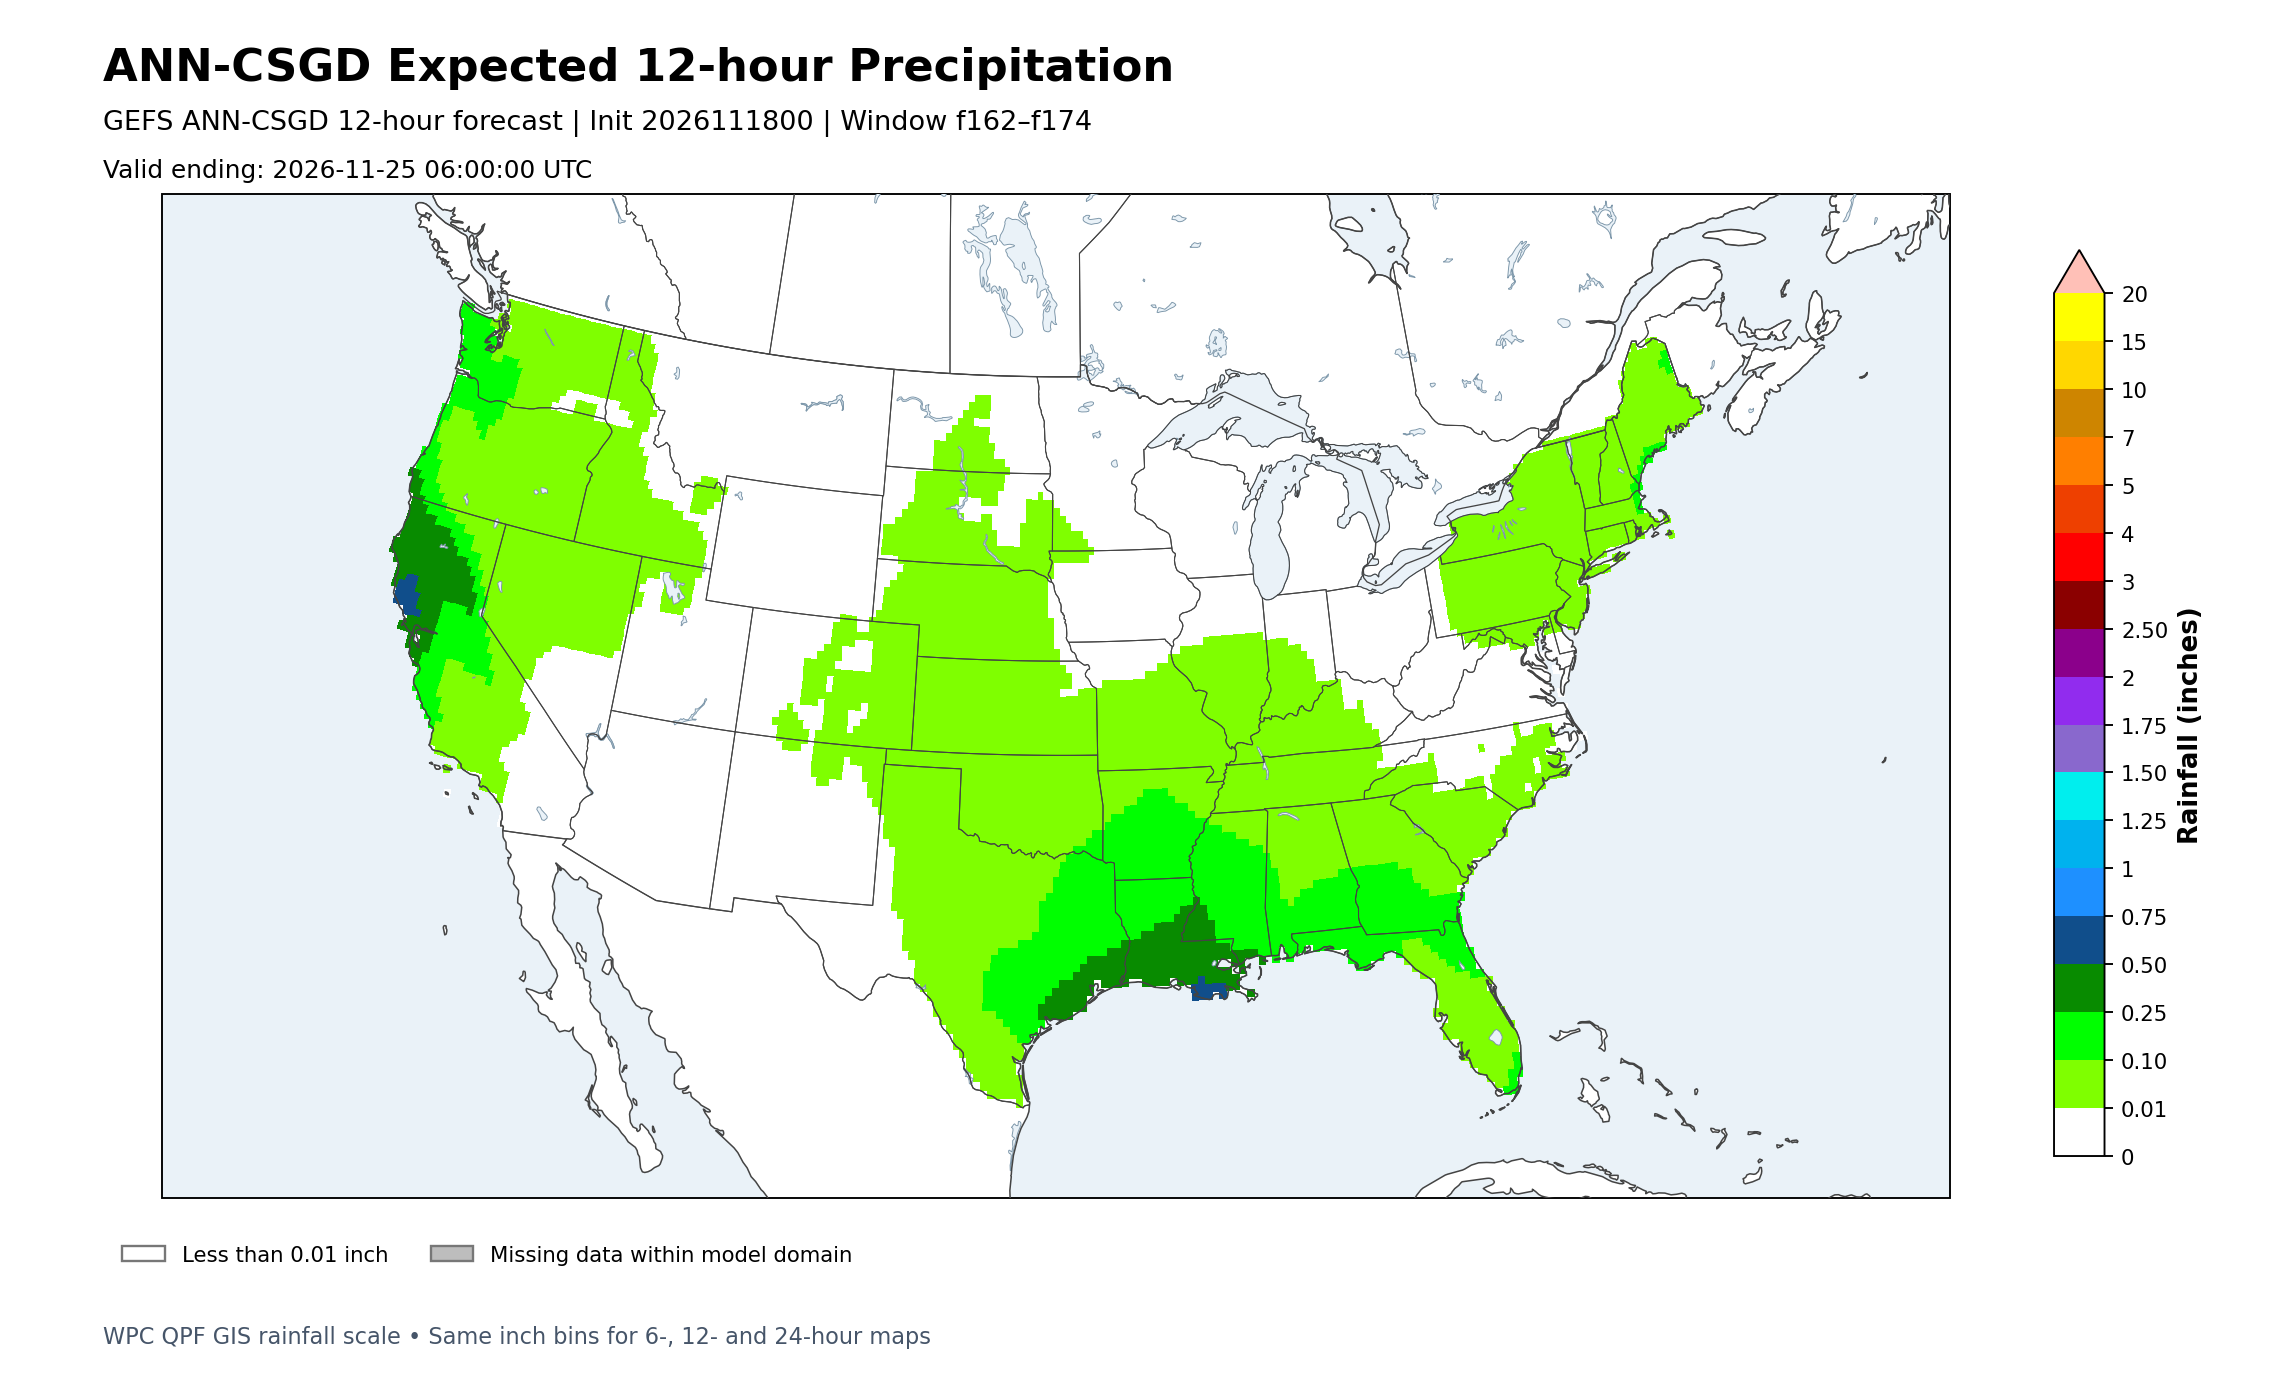 ANN-CSGD Expected 12-hour Precipitation
GEFS ANN-CSGD 12-hour forecast | Init 2026111800 | Window f162–f174
Valid ending: 2026-11-25 06:00:00 UTC
20
15
10
7
5
4
3
2.50
2
1.75
1.50
1.25
1
0.75
0.50
0.25
0.10
0.01
0
Rainfall (inches)
Less than 0.01 inch
Missing data within model domain
WPC QPF GIS rainfall scale • Same inch bins for 6-, 12- and 24-hour maps